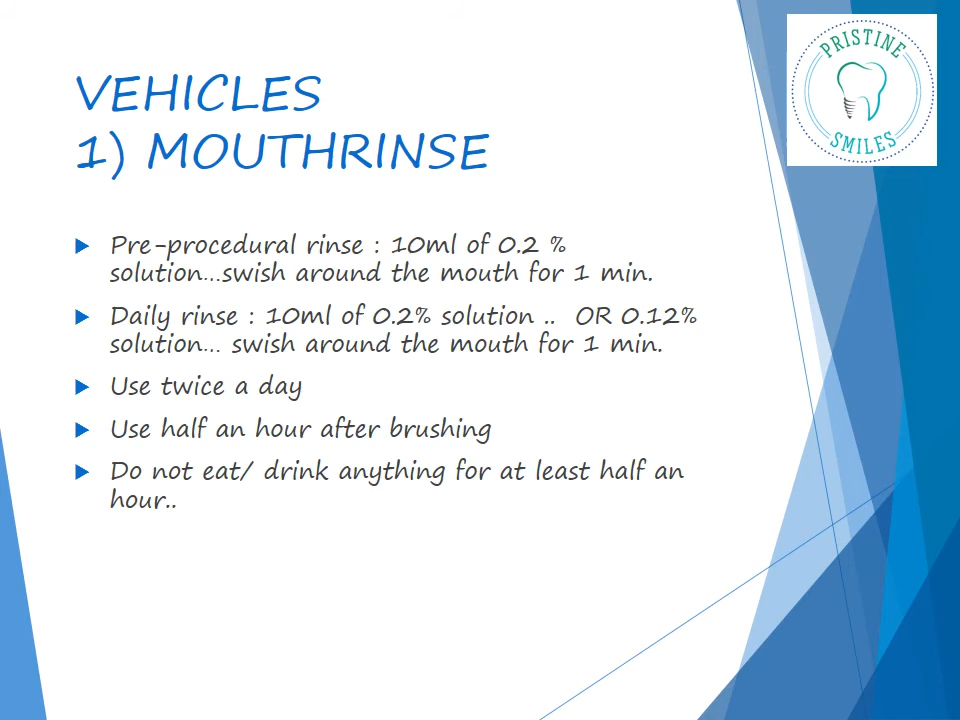 PRISTINE
SMILES
VEHICLES
1) MOUTHRINSE
Pre-procedural rinse : 10ml of 0.2 %
solution...swish around the mouth for 1 min.
Daily rinse : 10ml of 0.2% solution ..  OR 0.12%
solution... swish around the mouth for 1 min.
Use twice a day
Use half an hour after brushing
Do not eat/ drink anything for at least half an
hour..